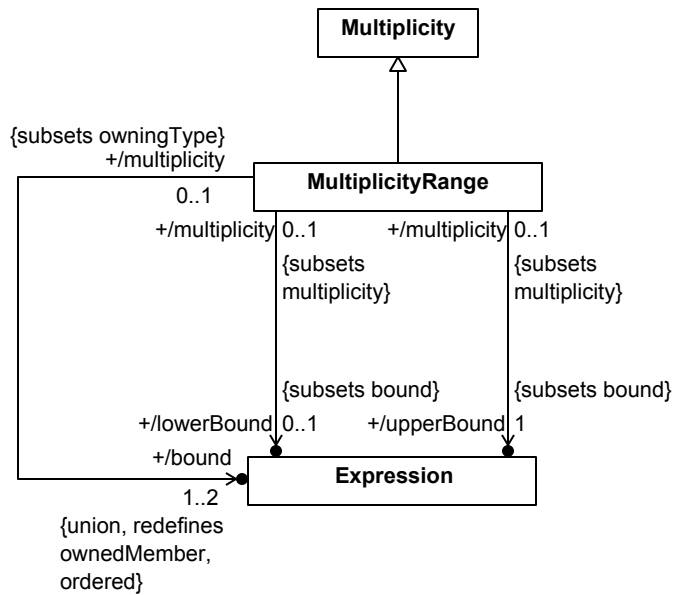 Multiplicity
{subsets owningType}
+/multiplicity
0..1
MultiplicityRange
+/multiplicity 0..1
{subsets
multiplicity}
+/multiplicity 0..1
{subsets
multiplicity}
{subsets bound}
+/lowerBound 0..1
{subsets bound}
+/upperBound 1
+/bound
1..2
{union, redefines
ownedMember,
ordered}
Expression